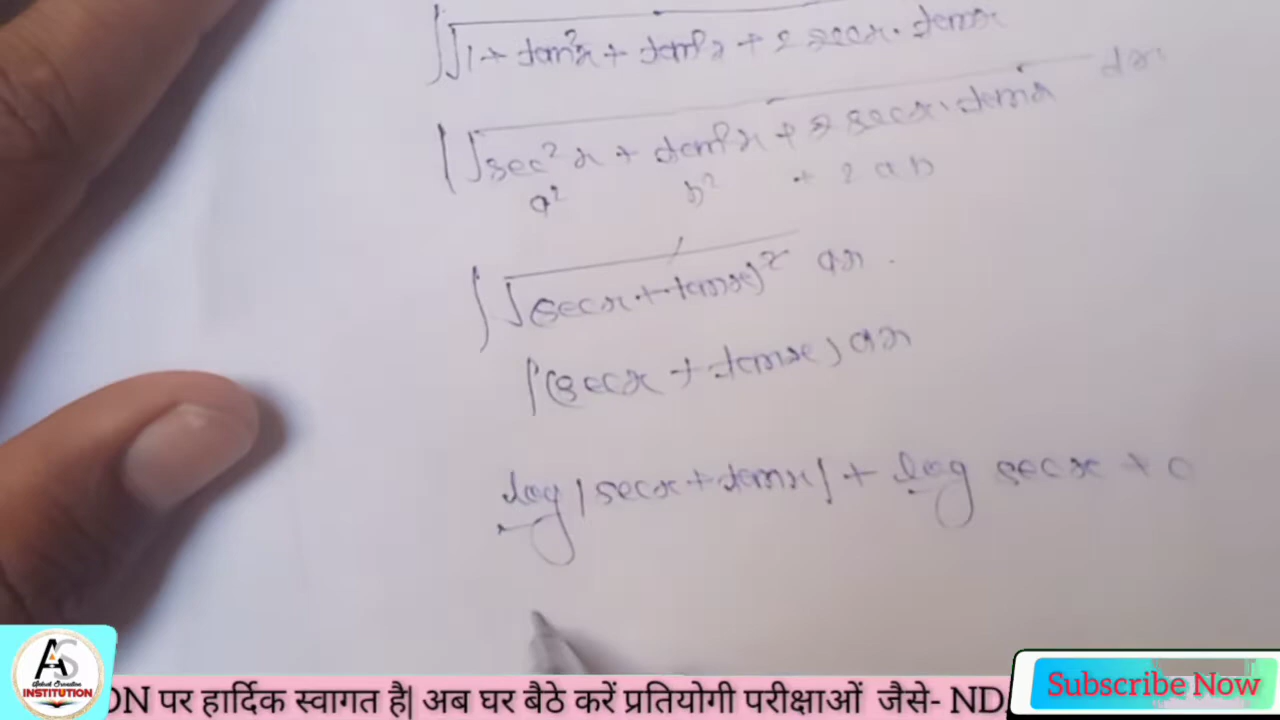 ∫√1 + tan²x + tan²x + 2 secx . tanx
∫√sec²x + tan²x + 2 secx . tanx dx
a² b² + 2ab
∫√(secx + tanx)² dx .
∫(secx + tanx) dx
log|secx + tanx| + log secx + c
AS
INSTITUTION
ON पर हार्दिक स्वागत है| अब घर बैठे करें प्रतियोगी परीक्षाओं जैसे- ND
Subscribe Now